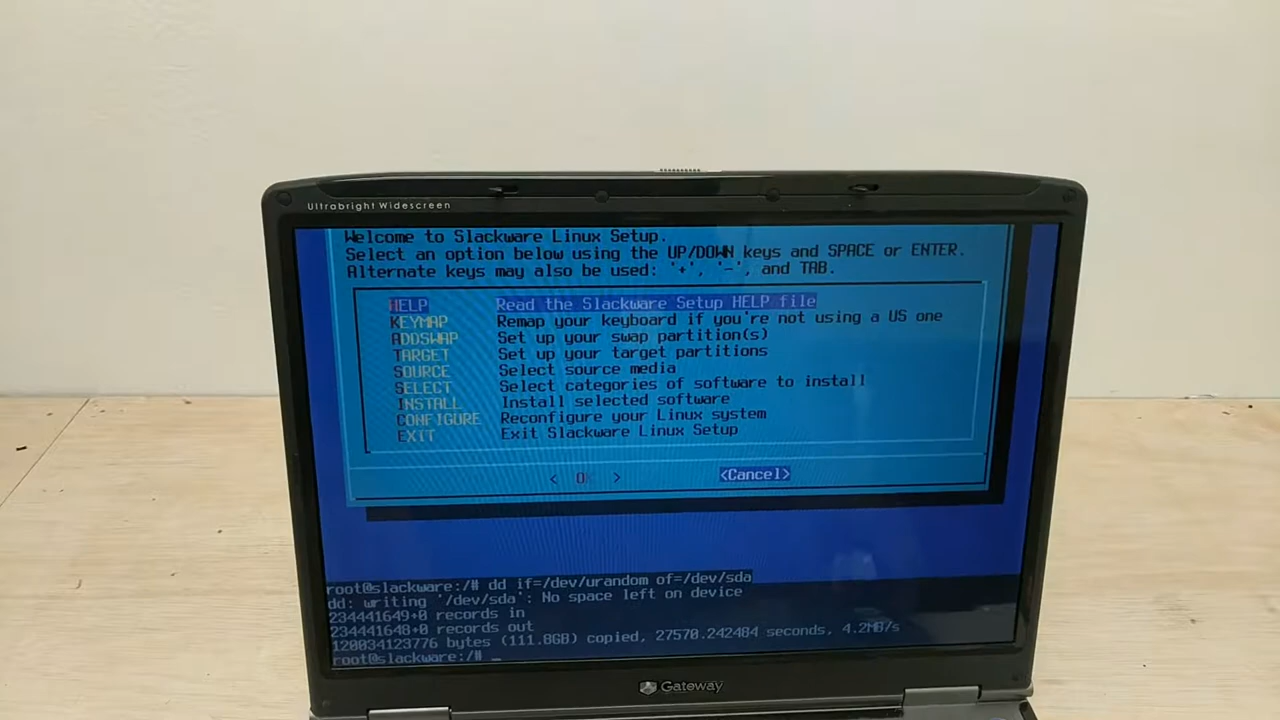 Ultrabright Widescreen
Welcome to Slackware Linux Setup.
Select an option below using the UP/DOWN keys and SPACE or ENTER.
Alternate keys may also be used: '+', '-', and TAB.
HELP Read the Slackware Setup HELP file
KEYMAP Remap your keyboard if you're not using a US one
ADDSWAP Set up your swap partition(s)
TARGET Set up your target partitions
SOURCE Select source media
SELECT Select categories of software to install
INSTALL Install selected software
CONFIGURE Reconfigure your Linux system
EXIT Exit Slackware Linux Setup
< OK > <Cancel>
root@slackware:/# dd if=/dev/urandom of=/dev/sda
dd: writing '/dev/sda': No space left on device
234441649+0 records in
234441648+0 records out
120034123776 bytes (111.8GB) copied, 27570.242484 seconds, 4.2MB/s
root@slackware:/# _
Gateway